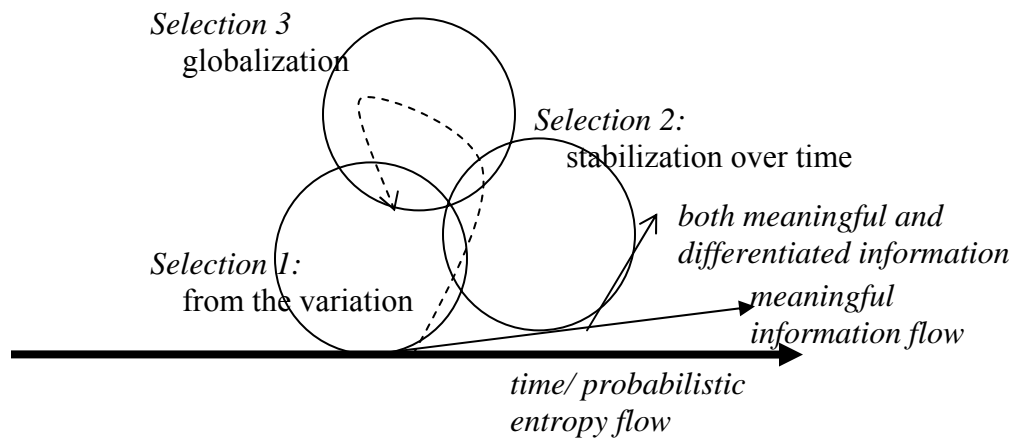 Selection 3
globalization
Selection 2:
stabilization over time
both meaningful and
differentiated information
Selection 1:
from the variation
meaningful
information flow
time/ probabilistic
entropy flow